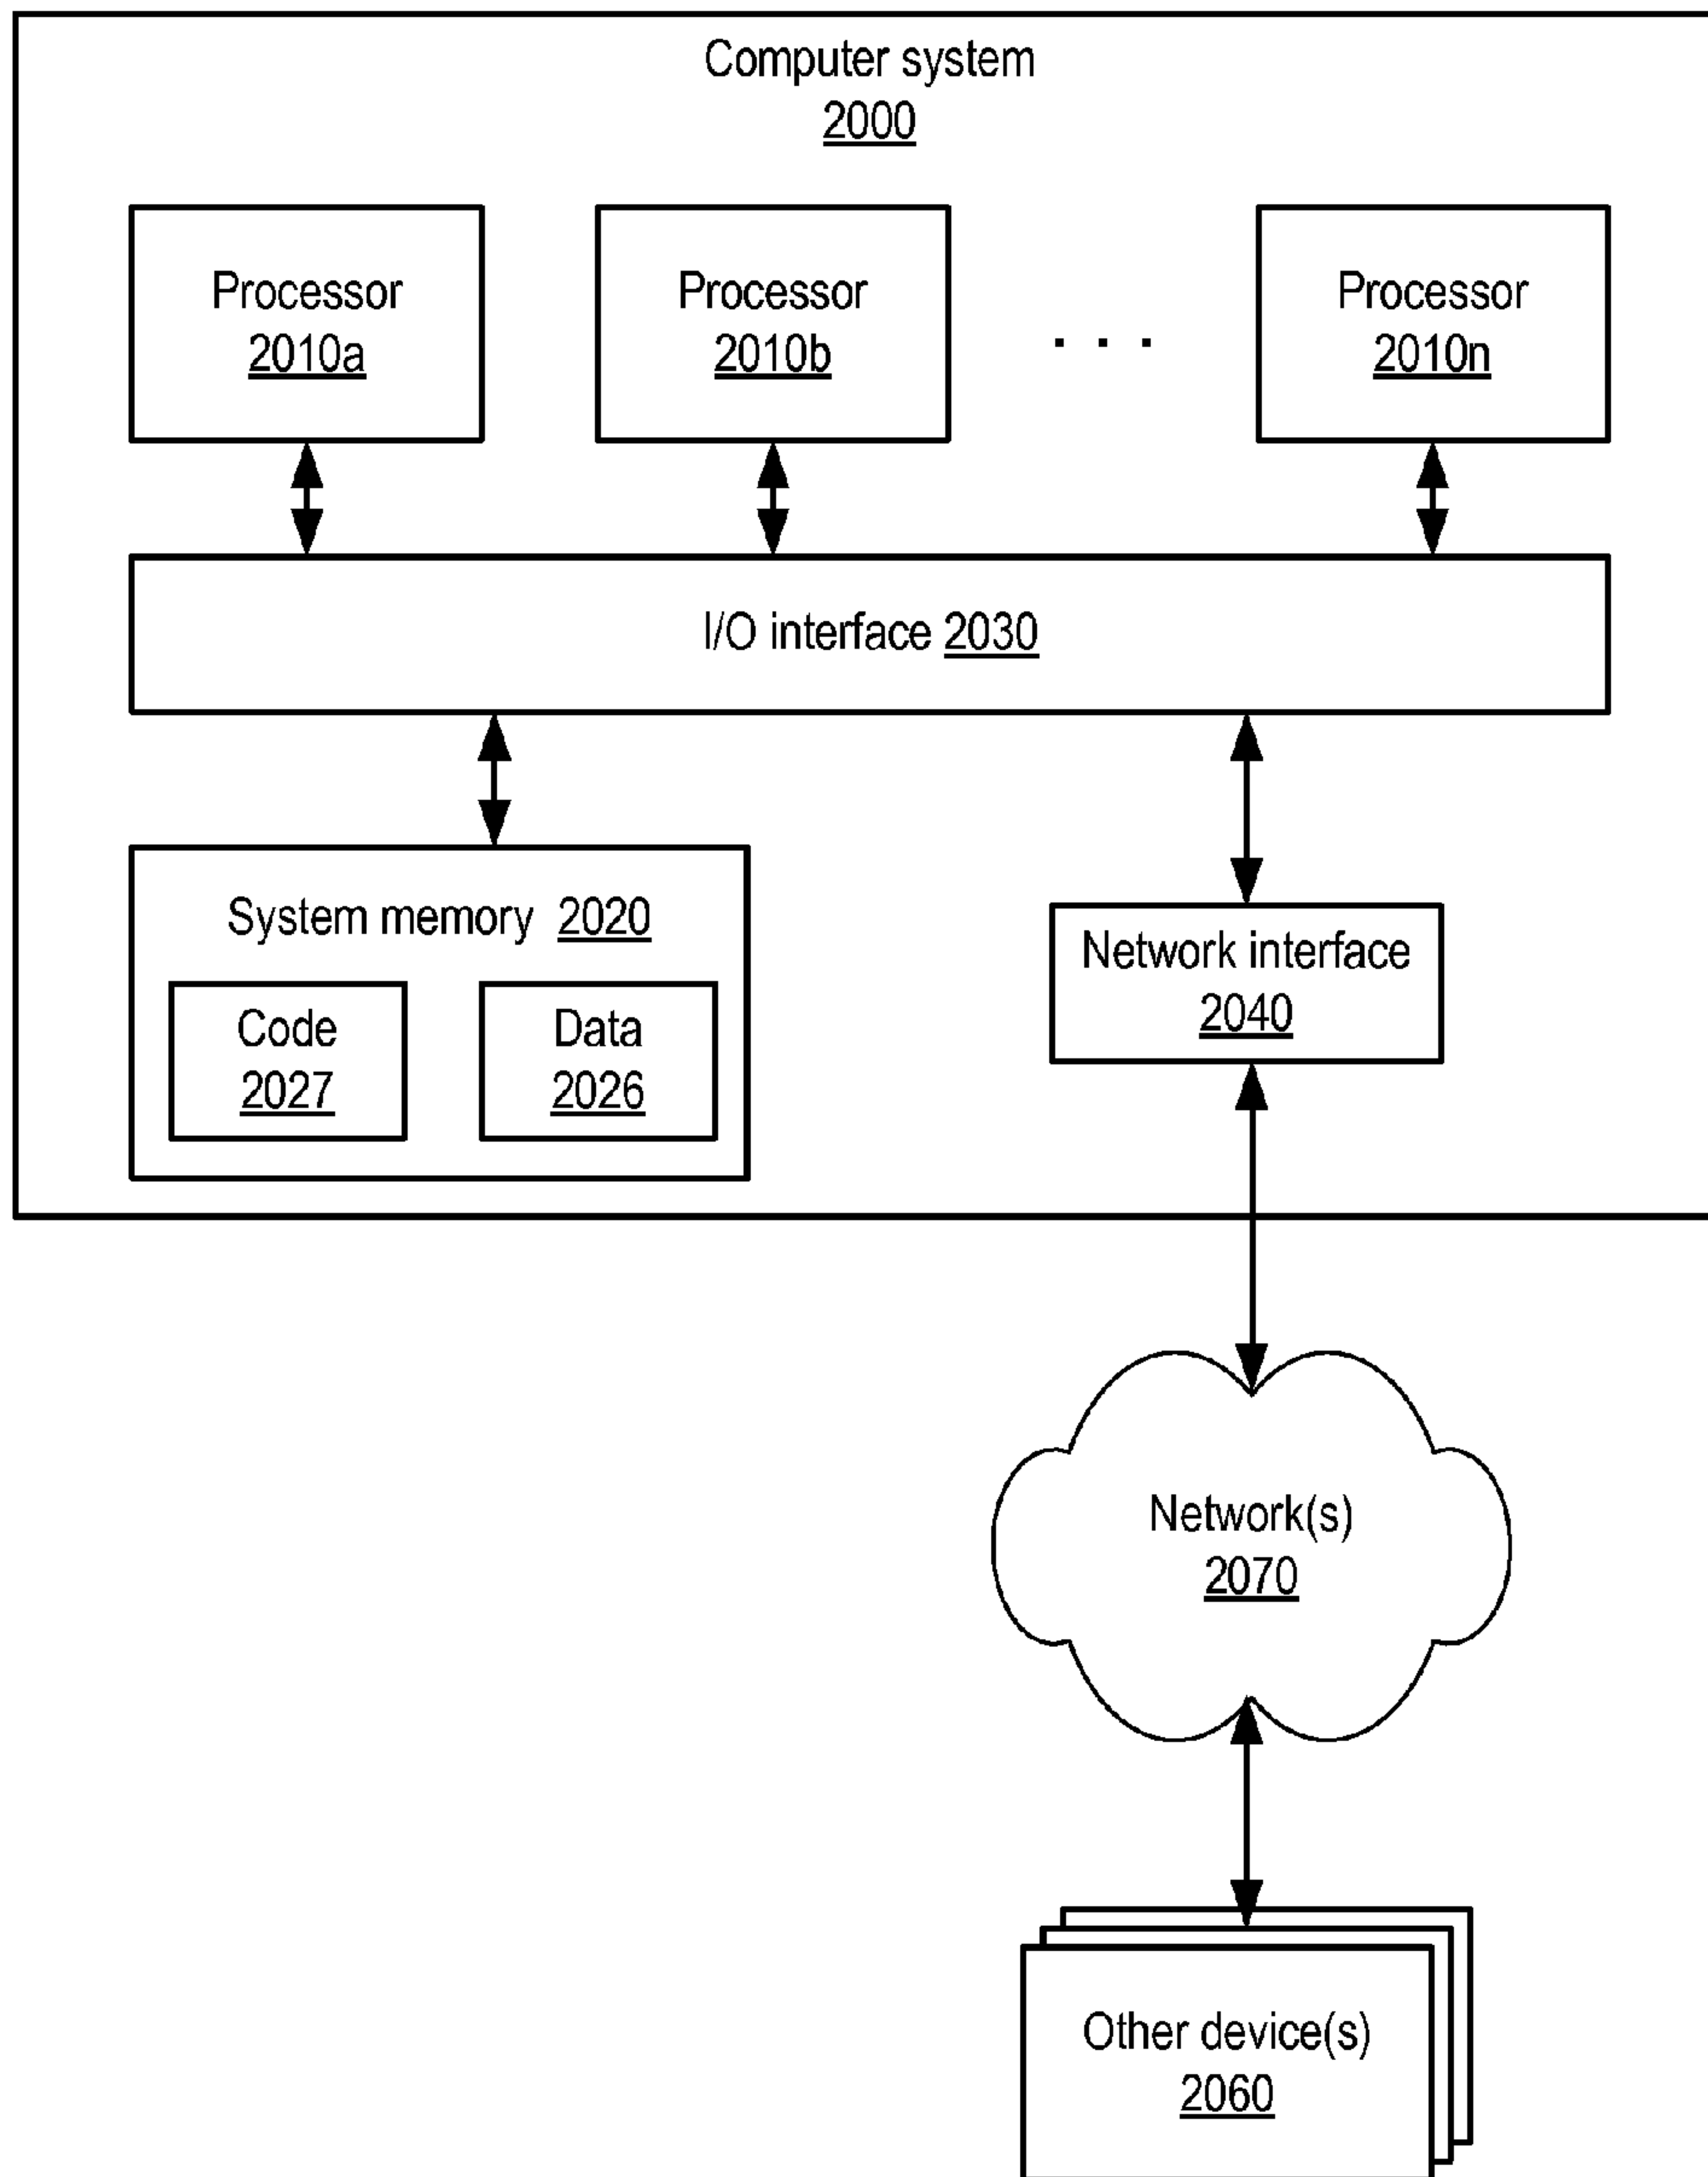 Computer system
2000
Processor
2010a
Processor
2010b
. . .
Processor
2010n
I/O interface 2030
System memory 2020
Code
2027
Data
2026
Network interface
2040
Network(s)
2070
Other device(s)
2060